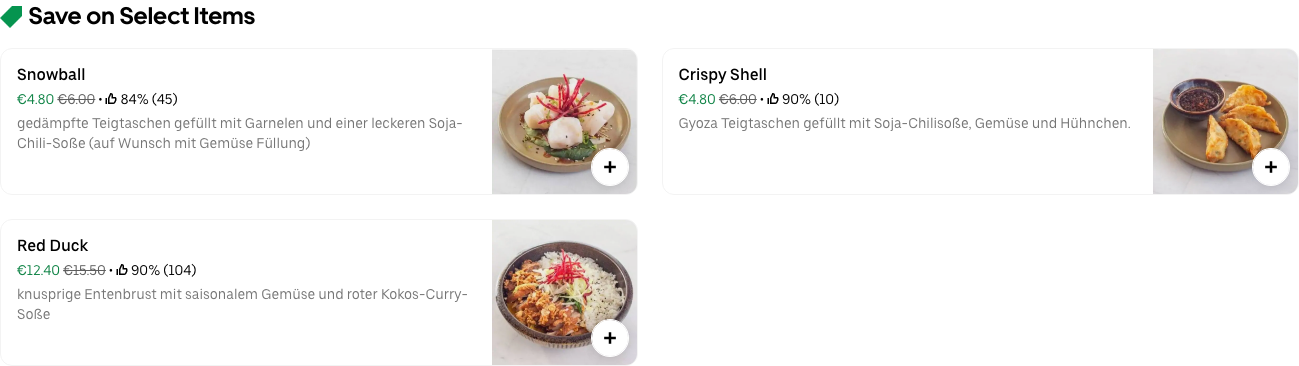 Save on Select Items
Snowball
€4.80 €6.00 • 84% (45)
gedämpfte Teigtaschen gefüllt mit Garnelen und einer leckeren Soja-
Chili-Soße (auf Wunsch mit Gemüse Füllung)
Crispy Shell
€4.80 €6.00 • 90% (10)
Gyoza Teigtaschen gefüllt mit Soja-Chilisoße, Gemüse und Hühnchen.
Red Duck
€12.40 €15.50 • 90% (104)
knusprige Entenbrust mit saisonalem Gemüse und roter Kokos-Curry-
Soße